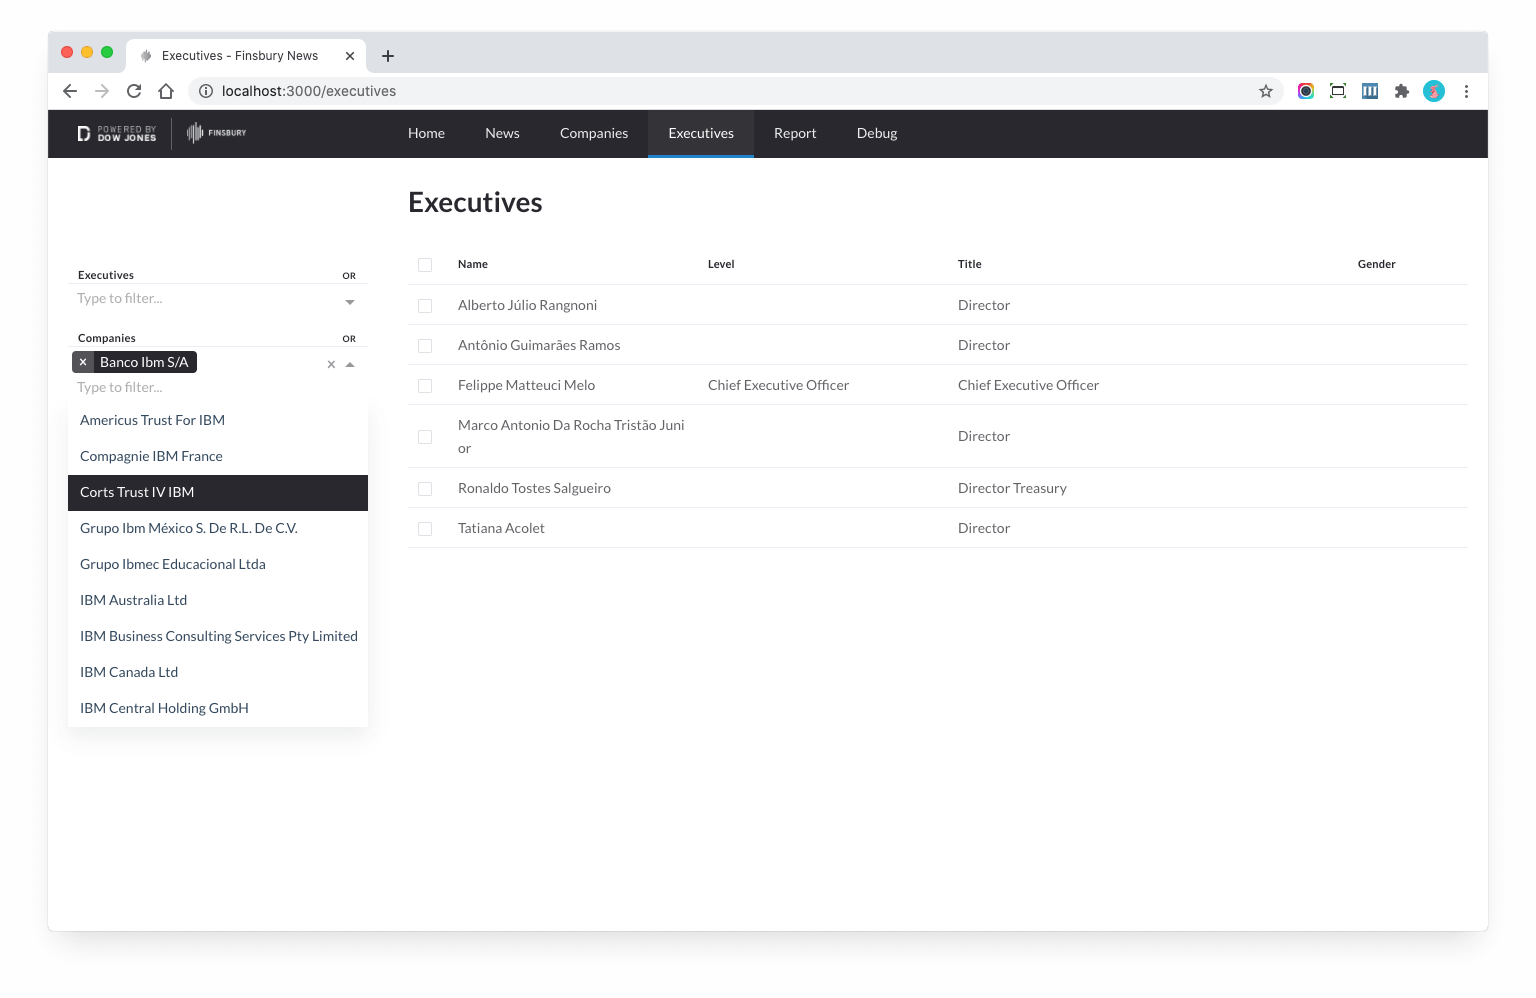 Executives - Finsbury News
localhost:3000/executives
POWERED BY
DOW JONES
FINSBURY
Home News Companies Executives Report Debug
Executives
Executives OR
Type to filter...
Companies OR
× Banco Ibm S/A
Type to filter...
Americus Trust For IBM
Compagnie IBM France
Corts Trust IV IBM
Grupo Ibm México S. De R.L. De C.V.
Grupo Ibmec Educacional Ltda
IBM Australia Ltd
IBM Business Consulting Services Pty Limited
IBM Canada Ltd
IBM Central Holding GmbH
Name Level Title Gender
Alberto Júlio Rangnoni Director
Antônio Guimarães Ramos Director
Felippe Matteuci Melo Chief Executive Officer Chief Executive Officer
Marco Antonio Da Rocha Tristão Juni
or Director
Ronaldo Tostes Salgueiro Director Treasury
Tatiana Acolet Director